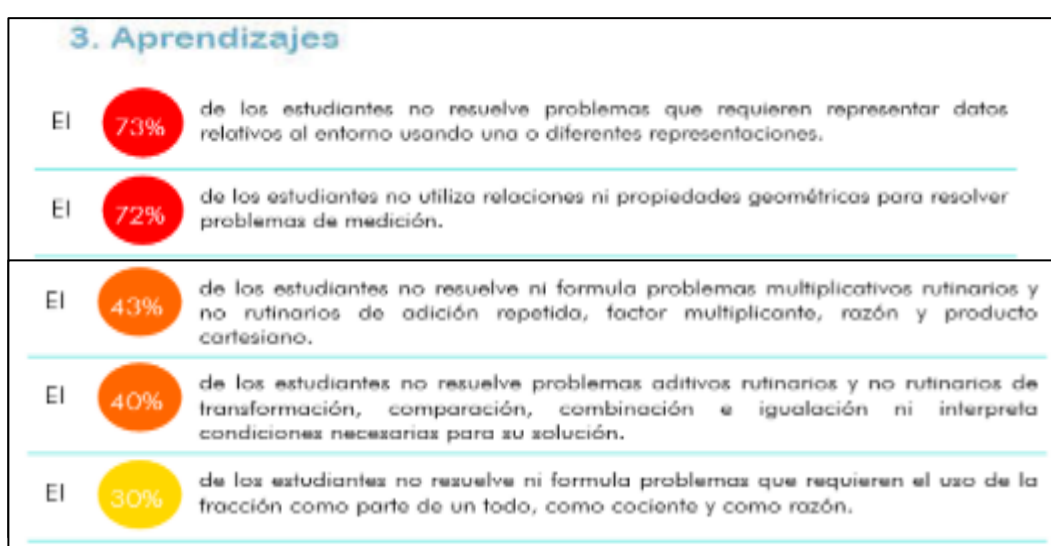 3. Aprendizajes
El 73% de los estudiantes no resuelve problemas que requieren representar datos
relativos al entorno usando una o diferentes representaciones.
El 72% de los estudiantes no utiliza relaciones ni propiedades geométricas para resolver
problemas de medición.
El 43% de los estudiantes no resuelve ni formula problemas multiplicativos rutinarios y
no rutinarios de adición repetida, factor multiplicante, razón y producto
cartesiano.
El 40% de los estudiantes no resuelve problemas aditivos rutinarios y no rutinarios de
transformación, comparación, combinación e igualación ni interpreta
condiciones necesarias para su solución.
El 30% de los estudiantes no resuelve ni formula problemas que requieren el uso de la
fracción como parte de un todo, como cociente y como razón.